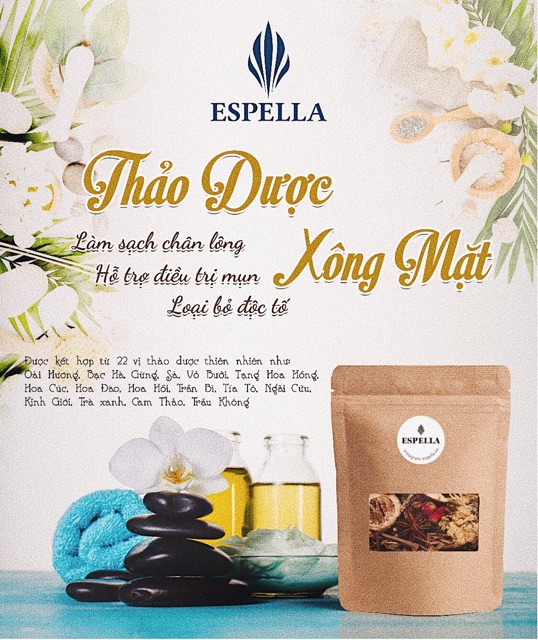 ESPELLA
Thảo Dược
Xông Mặt
Làm sạch chân lông
Hỗ trợ điều trị mụn
Loại bỏ độc tố
Được kết hợp từ 22 vị thảo dược thiên nhiên như:
Oải Hương, Bạc Hà, Gừng, Sả, Vỏ Bưởi, Tạng Hoa Hồng,
Hoa Cúc, Hoa Đào, Hoa Hồi, Trần Bì, Tía Tô, Ngải Cứu,
Kinh Giới, Trà xanh, Cam Thảo, Trầu Không
ESPELLA